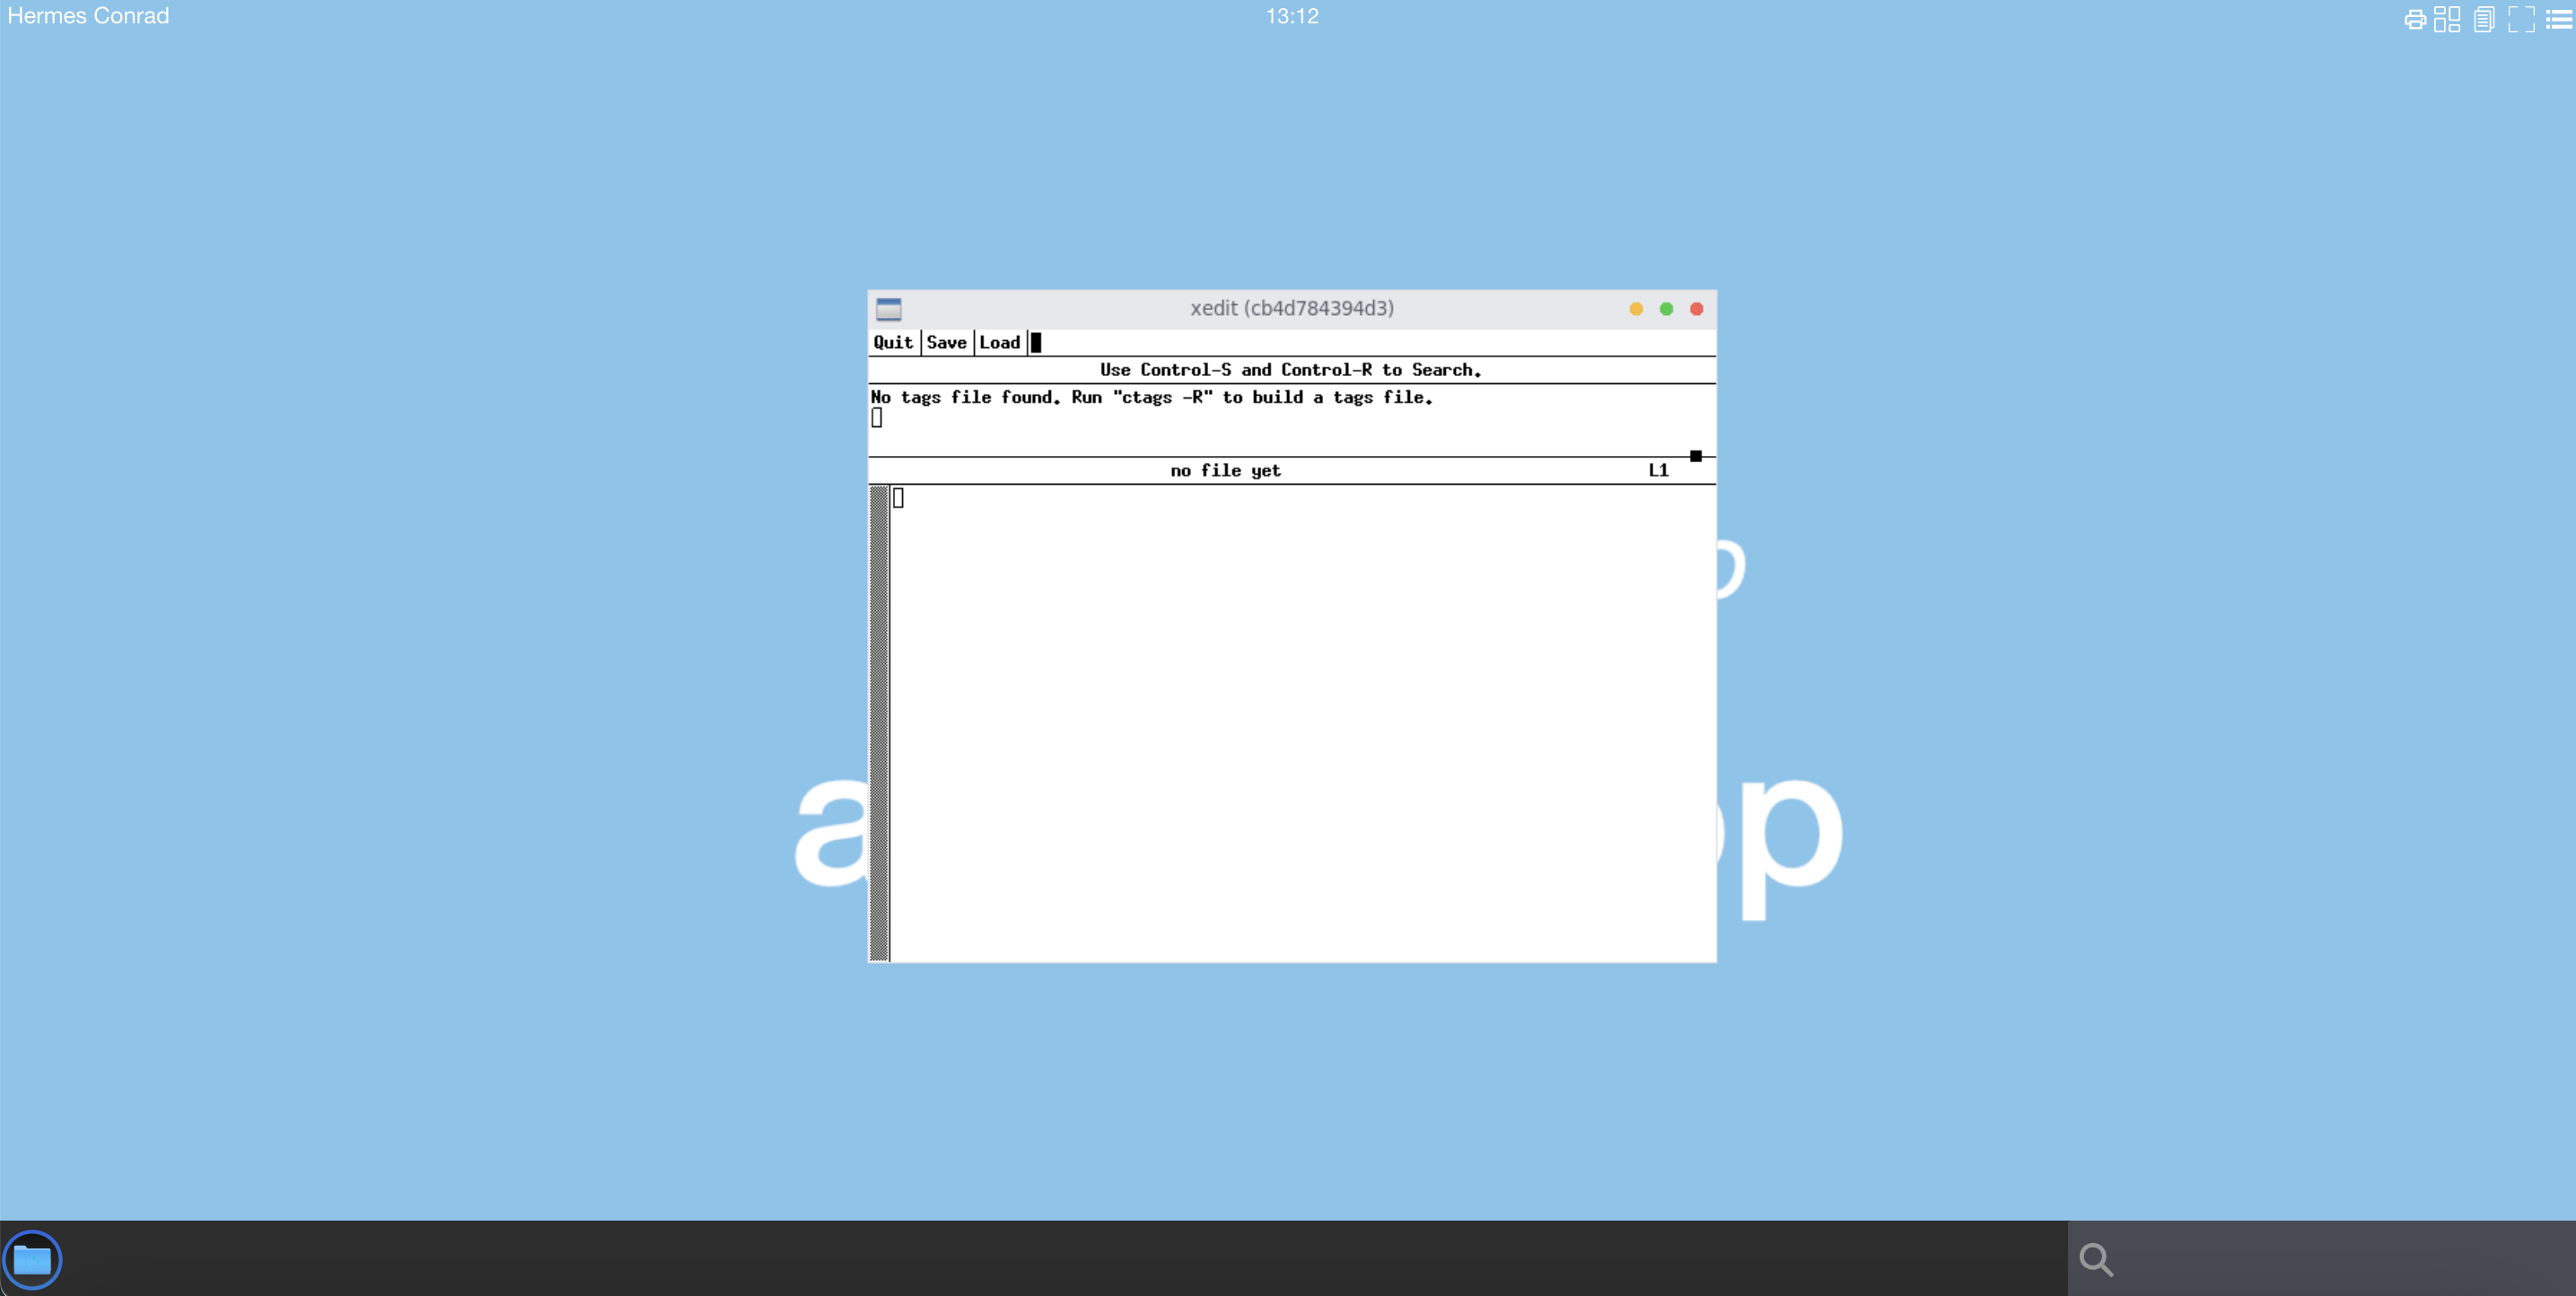 Hermes Conrad
13:12
xedit (cb4d784394d3)
Quit Save Load
Use Control-S and Control-R to Search.
No tags file found. Run "ctags -R" to build a tags file.
no file yet L1